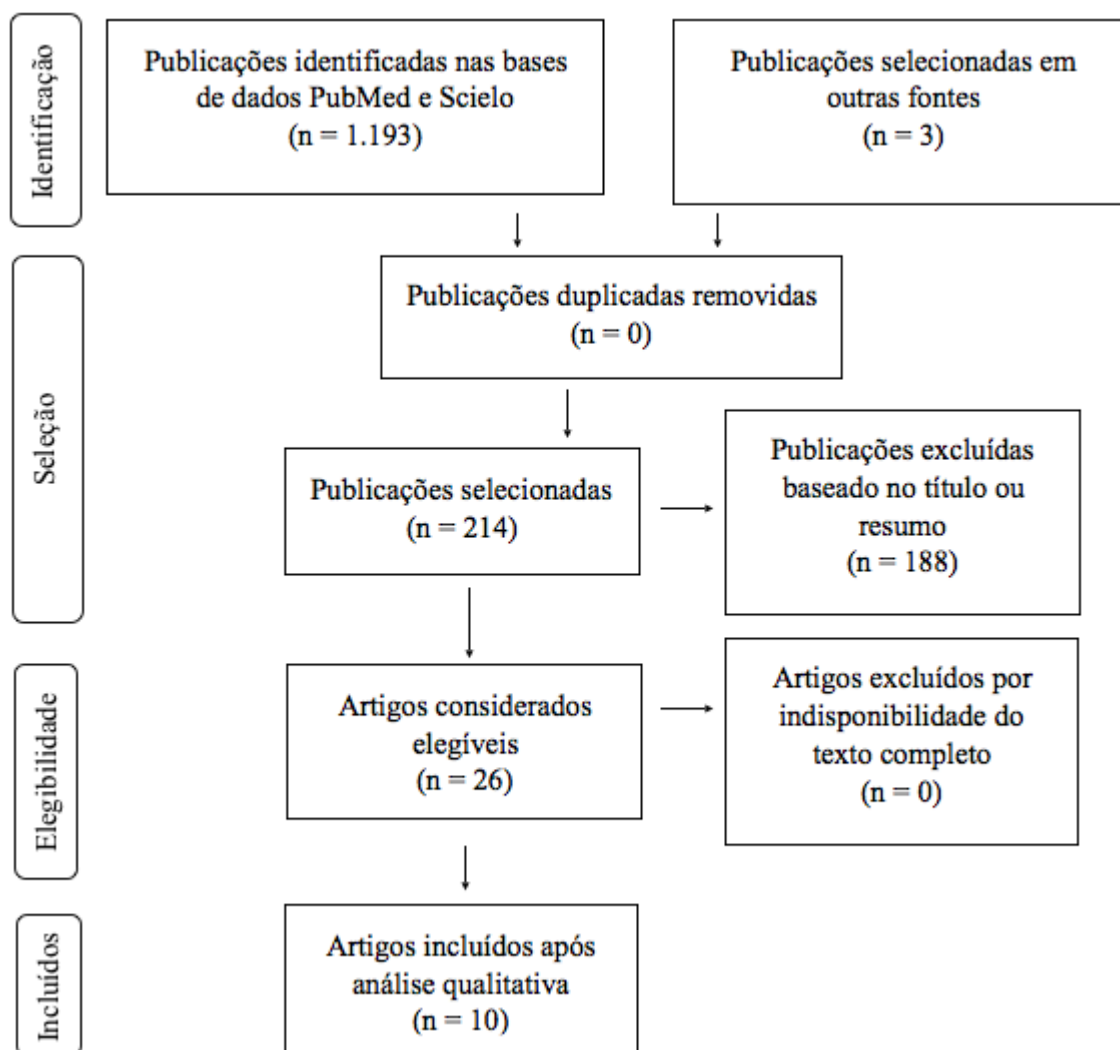 Identificação
Publicações identificadas nas bases
de dados PubMed e Scielo
(n = 1.193)
Publicações selecionadas em
outras fontes
(n = 3)
Seleção
Publicações duplicadas removidas
(n = 0)
Publicações selecionadas
(n = 214)
Publicações excluídas
baseado no título ou
resumo
(n = 188)
Elegibilidade
Artigos considerados
elegíveis
(n = 26)
Artigos excluídos por
indisponibilidade do
texto completo
(n = 0)
Incluídos
Artigos incluídos após
análise qualitativa
(n = 10)